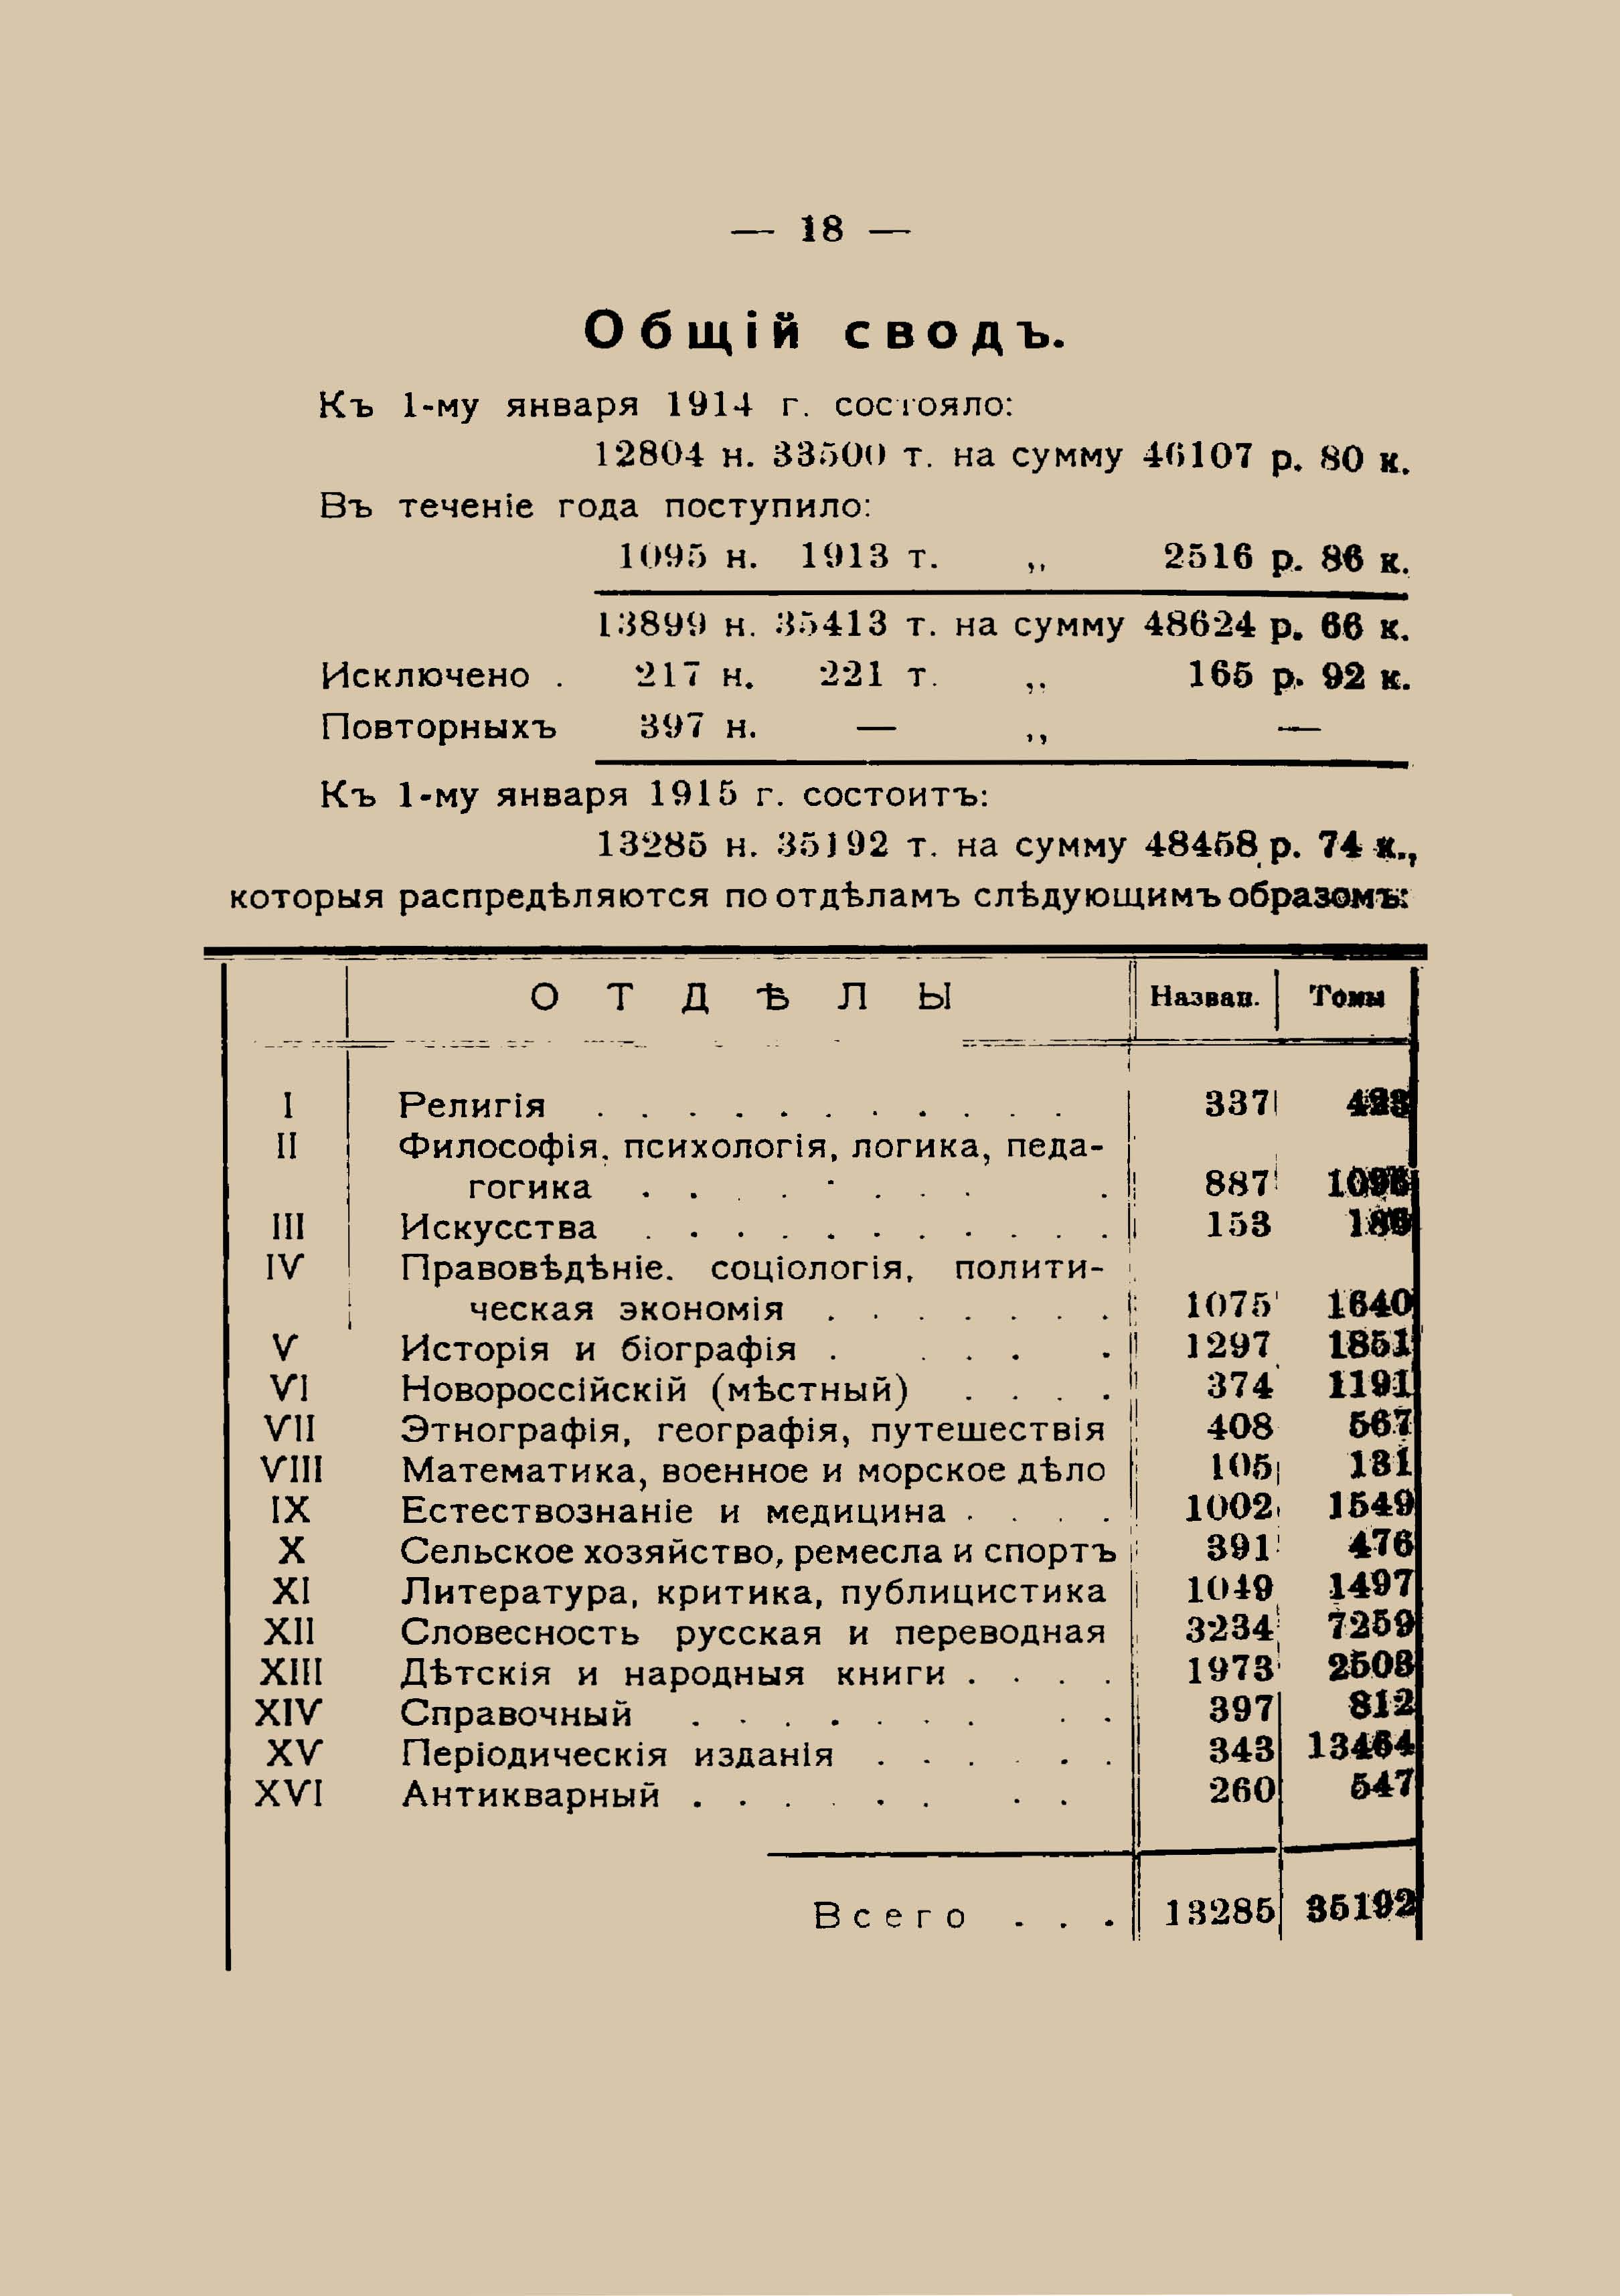 — 18 —
Общій сводъ.
Къ 1-му января 1914 г. состояло:
12804 н. 33500 т. на сумму 46107 р. 80 к.
Въ теченіе года поступило:
1095 н. 1913 т. „ 2516 р. 86 к.
13899 н. 35413 т. на сумму 48624 р. 66 к.
Исключено . 217 н. 221 т. „ 165 р. 92 к.
Повторныхъ 397 н. — „ —
Къ 1-му января 1915 г. состоитъ:
13285 н. 35192 т. на сумму 48458 р. 74 к.,
которыя распредѣляются по отдѣламъ слѣдующимъ образомъ:
ОТДѢЛЫ Назван. Томы
I Религія . . . . . . . . . . . 337 423
II Философія, психологія, логика, педа-
гогика . . . . . . . . . 887 1096
III Искусства . . . . . . . . . . . 153 186
IV Правовѣдѣніе, соціологія, полити-
ческая экономія . . . . . . . 1075 1640
V Исторія и біографія . . . . . 1297 1851
VI Новороссійскій (мѣстный) . . . . 374 1191
VII Этнографія, географія, путешествія 408 567
VIII Математика, военное и морское дѣло 105 131
IX Естествознаніе и медицина . . . . 1002 1549
X Сельское хозяйство, ремесла и спортъ 391 476
XI Литература, критика, публицистика 1049 1497
XII Словесность русская и переводная 3234 7259
XIII Дѣтскія и народныя книги . . . . 1973 2503
XIV Справочный . . . . . . . . . 397 812
XV Періодическія изданія . . . . . . 343 13464
XVI Антикварный . . . . . . . . 260 547
Всего . . . 13285 35192